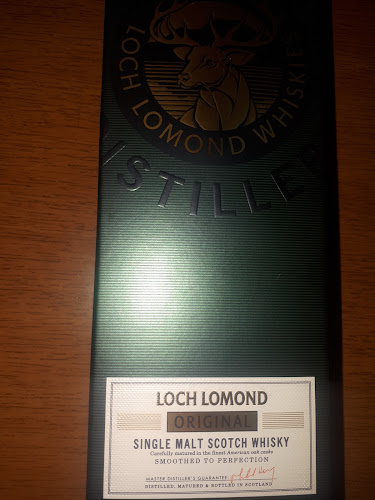 LOCH LOMOND WHISKIES
DISTILLERY
LOCH LOMOND
ORIGINAL
SINGLE MALT SCOTCH WHISKY
Carefully matured in the finest American oak casks
SMOOTHED TO PERFECTION
MASTER DISTILLER'S GUARANTEE
DISTILLED, MATURED & BOTTLED IN SCOTLAND